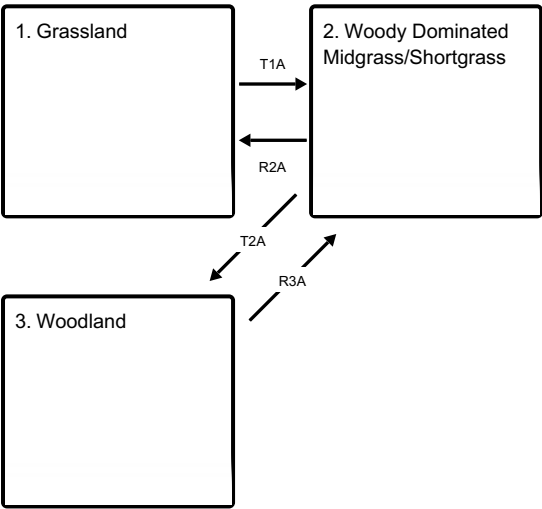 1. Grassland
2. Woody Dominated
Midgrass/Shortgrass
T1A
R2A
T2A
R3A
3. Woodland